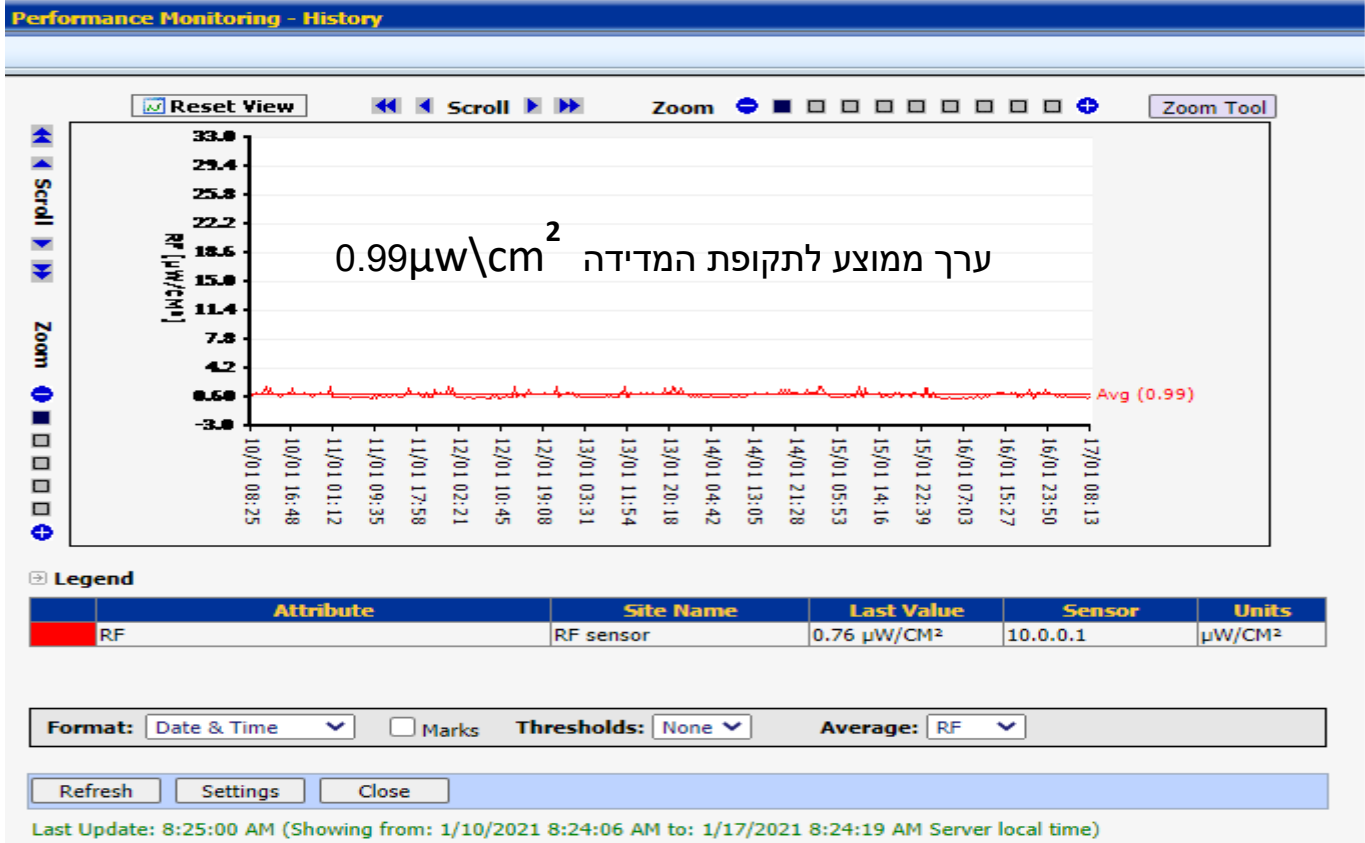 Performance Monitoring - History
Reset View Scroll Zoom Zoom Tool
Scroll
Zoom
RF [µW/CM²]
33.0
29.4
25.8
22.2
18.6
15.0
11.4
7.8
4.2
0.60
-3.0
ערך ממוצע לתקופת המדידה 0.99µw\cm²
Avg (0.99)
10/01 08:25
10/01 16:48
11/01 01:12
11/01 09:35
11/01 17:58
12/01 02:21
12/01 10:45
12/01 19:08
13/01 03:31
13/01 11:54
13/01 20:18
14/01 04:42
14/01 13:05
14/01 21:28
15/01 05:53
15/01 14:16
15/01 22:39
16/01 07:03
16/01 15:27
16/01 23:50
17/01 08:13
Legend
Attribute Site Name Last Value Sensor Units
RF RF sensor 0.76 µW/CM² 10.0.0.1 µW/CM²
Format: Date & Time Marks Thresholds: None Average: RF
Refresh Settings Close
Last Update: 8:25:00 AM (Showing from: 1/10/2021 8:24:06 AM to: 1/17/2021 8:24:19 AM Server local time)